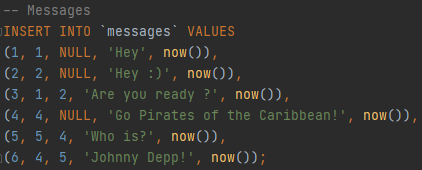 -- Messages
INSERT INTO `messages` VALUES
(1, 1, NULL, 'Hey', now()),
(2, 2, NULL, 'Hey :)', now()),
(3, 1, 2, 'Are you ready ?', now()),
(4, 4, NULL, 'Go Pirates of the Caribbean!', now()),
(5, 5, 4, 'Who is?', now()),
(6, 4, 5, 'Johnny Depp!', now());